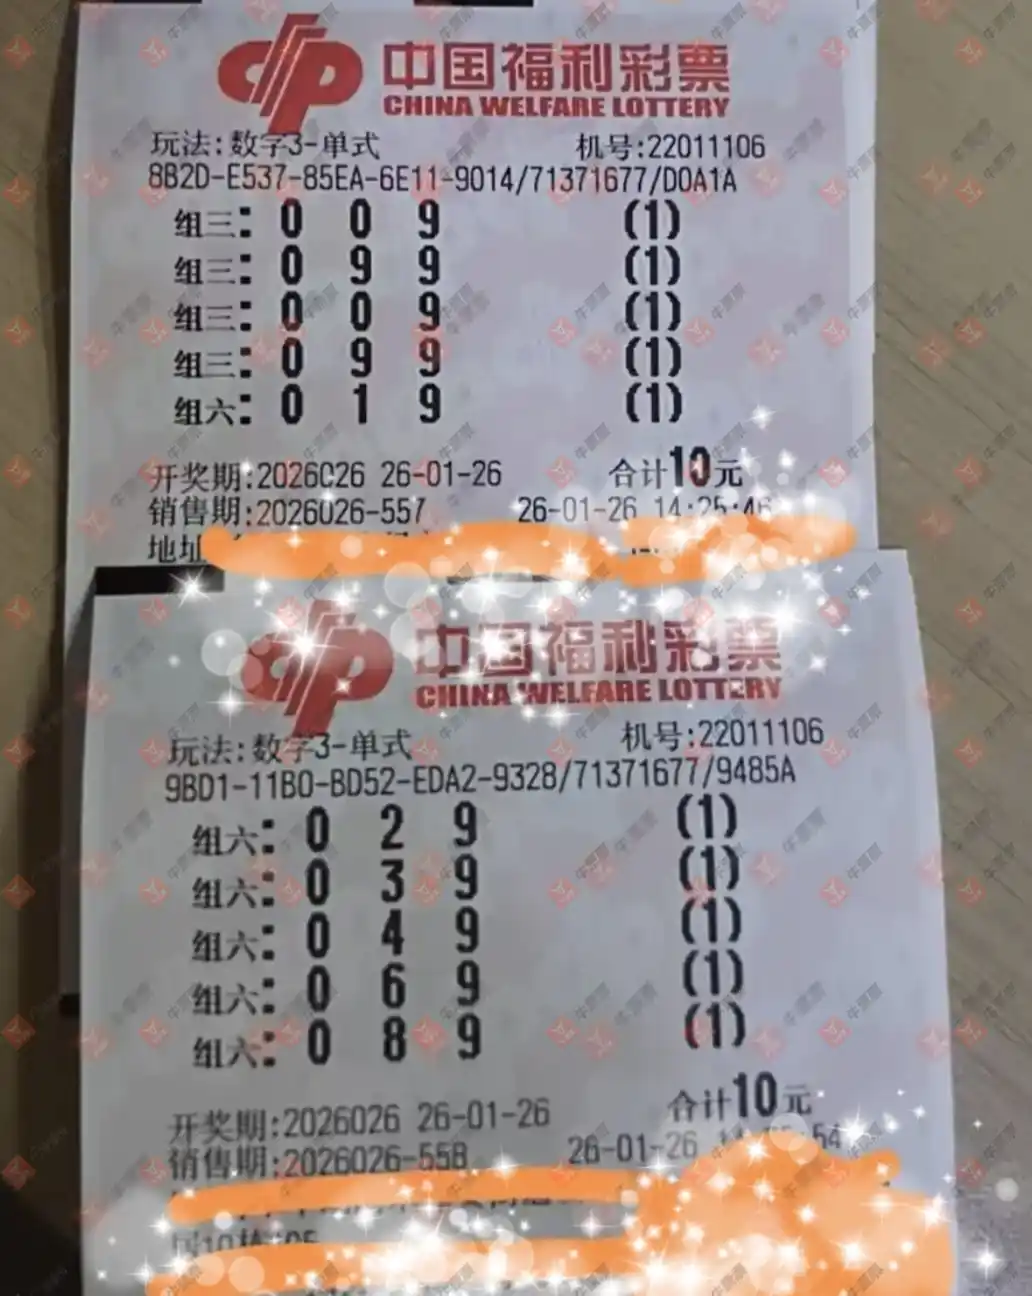 中国福利彩票
CHINA WELFARE LOTTERY
玩法:数字3-单式 机号:22011106
8B2D-E537-85EA-6E11-9014/71371677/D0A1A
组三: 0 0 9 (1)
组三: 0 9 9 (1)
组三: 0 0 9 (1)
组三: 0 9 9 (1)
组六: 0 1 9 (1)
开奖期:2026026 26-01-26 合计10元
销售期:2026026-557 26-01-26 14:25:46
地址
中国福利彩票
CHINA WELFARE LOTTERY
玩法:数字3-单式 机号:22011106
9BD1-11B0-BD52-EDA2-9328/71371677/9485A
组六: 0 2 9 (1)
组六: 0 3 9 (1)
组六: 0 4 9 (1)
组六: 0 6 9 (1)
组六: 0 8 9 (1)
开奖期:2026026 26-01-26 合计10元
销售期:2026026-558 26-01-26